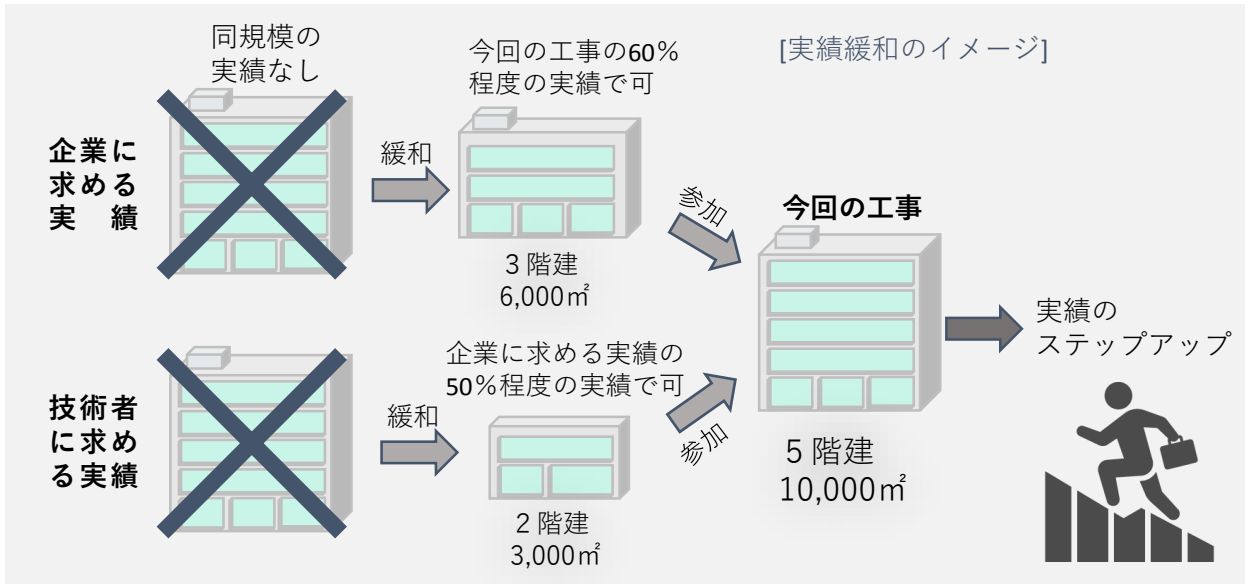 [実績緩和のイメージ]
同規模の
実績なし
今回の工事の60%
程度の実績で可
企業に
求める
実　績
緩和
3階建
6,000㎡
参加
今回の工事
5階建
10,000㎡
実績の
ステップアップ
技術者
に求め
る実績
緩和
企業に求める実績の
50%程度の実績で可
2階建
3,000㎡
参加